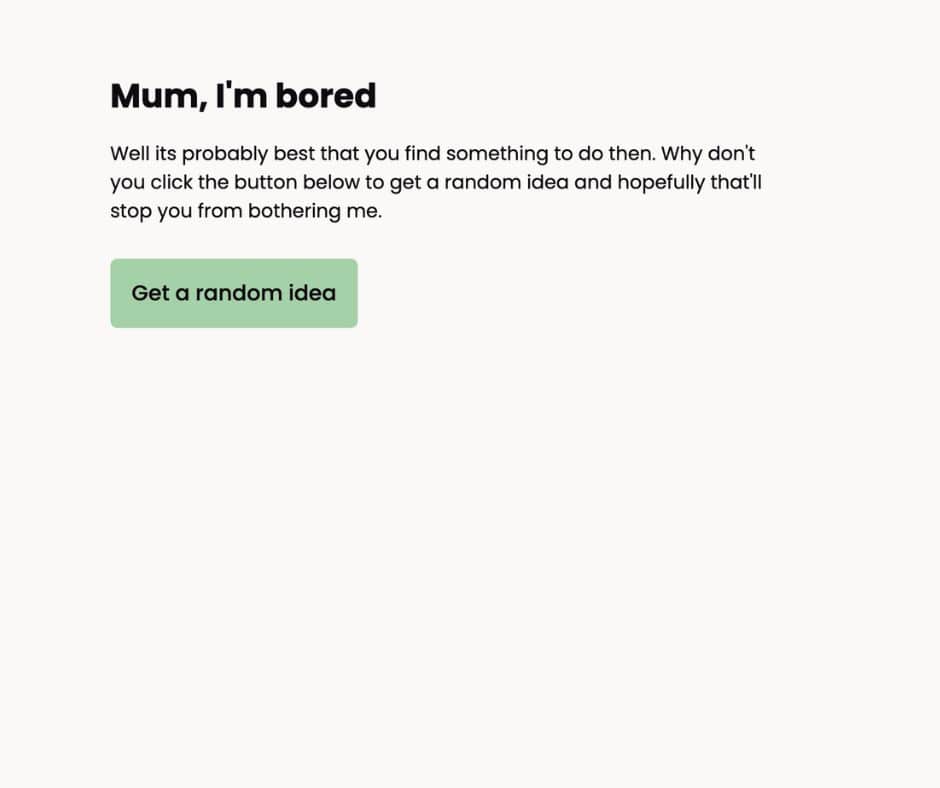 Mum, I'm bored
Well its probably best that you find something to do then. Why don't
you click the button below to get a random idea and hopefully that'll
stop you from bothering me.
Get a random idea